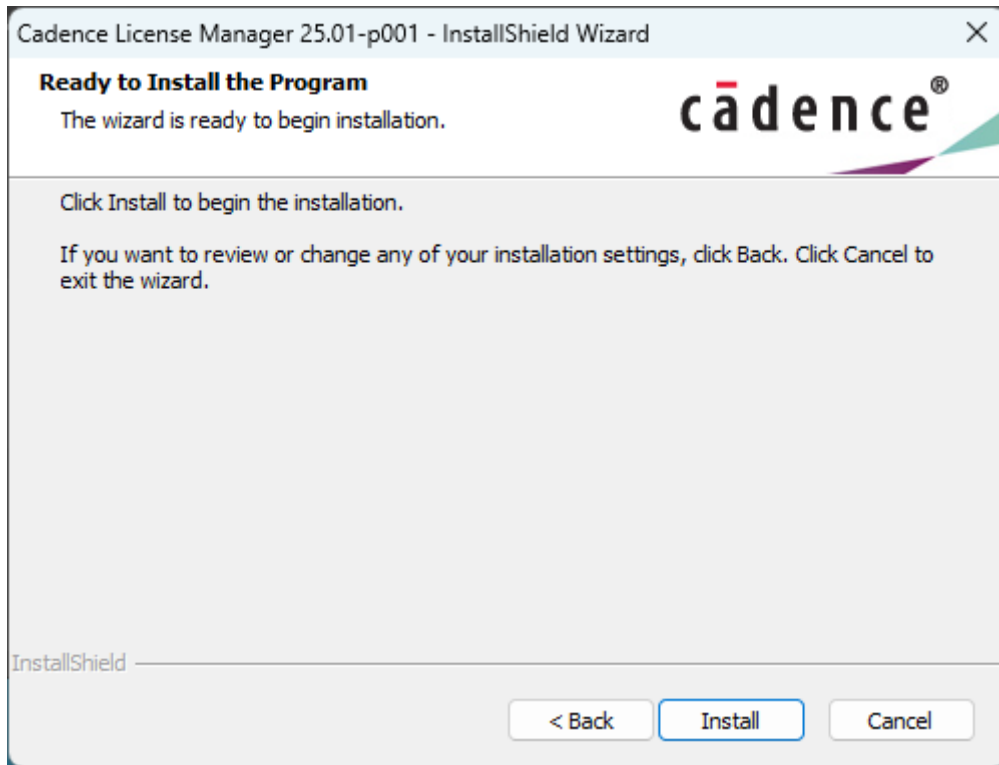 Cadence License Manager 25.01-p001 - InstallShield Wizard
Ready to Install the Program
The wizard is ready to begin installation.
cādence®
Click Install to begin the installation.
If you want to review or change any of your installation settings, click Back. Click Cancel to
exit the wizard.
InstallShield
< Back Install Cancel